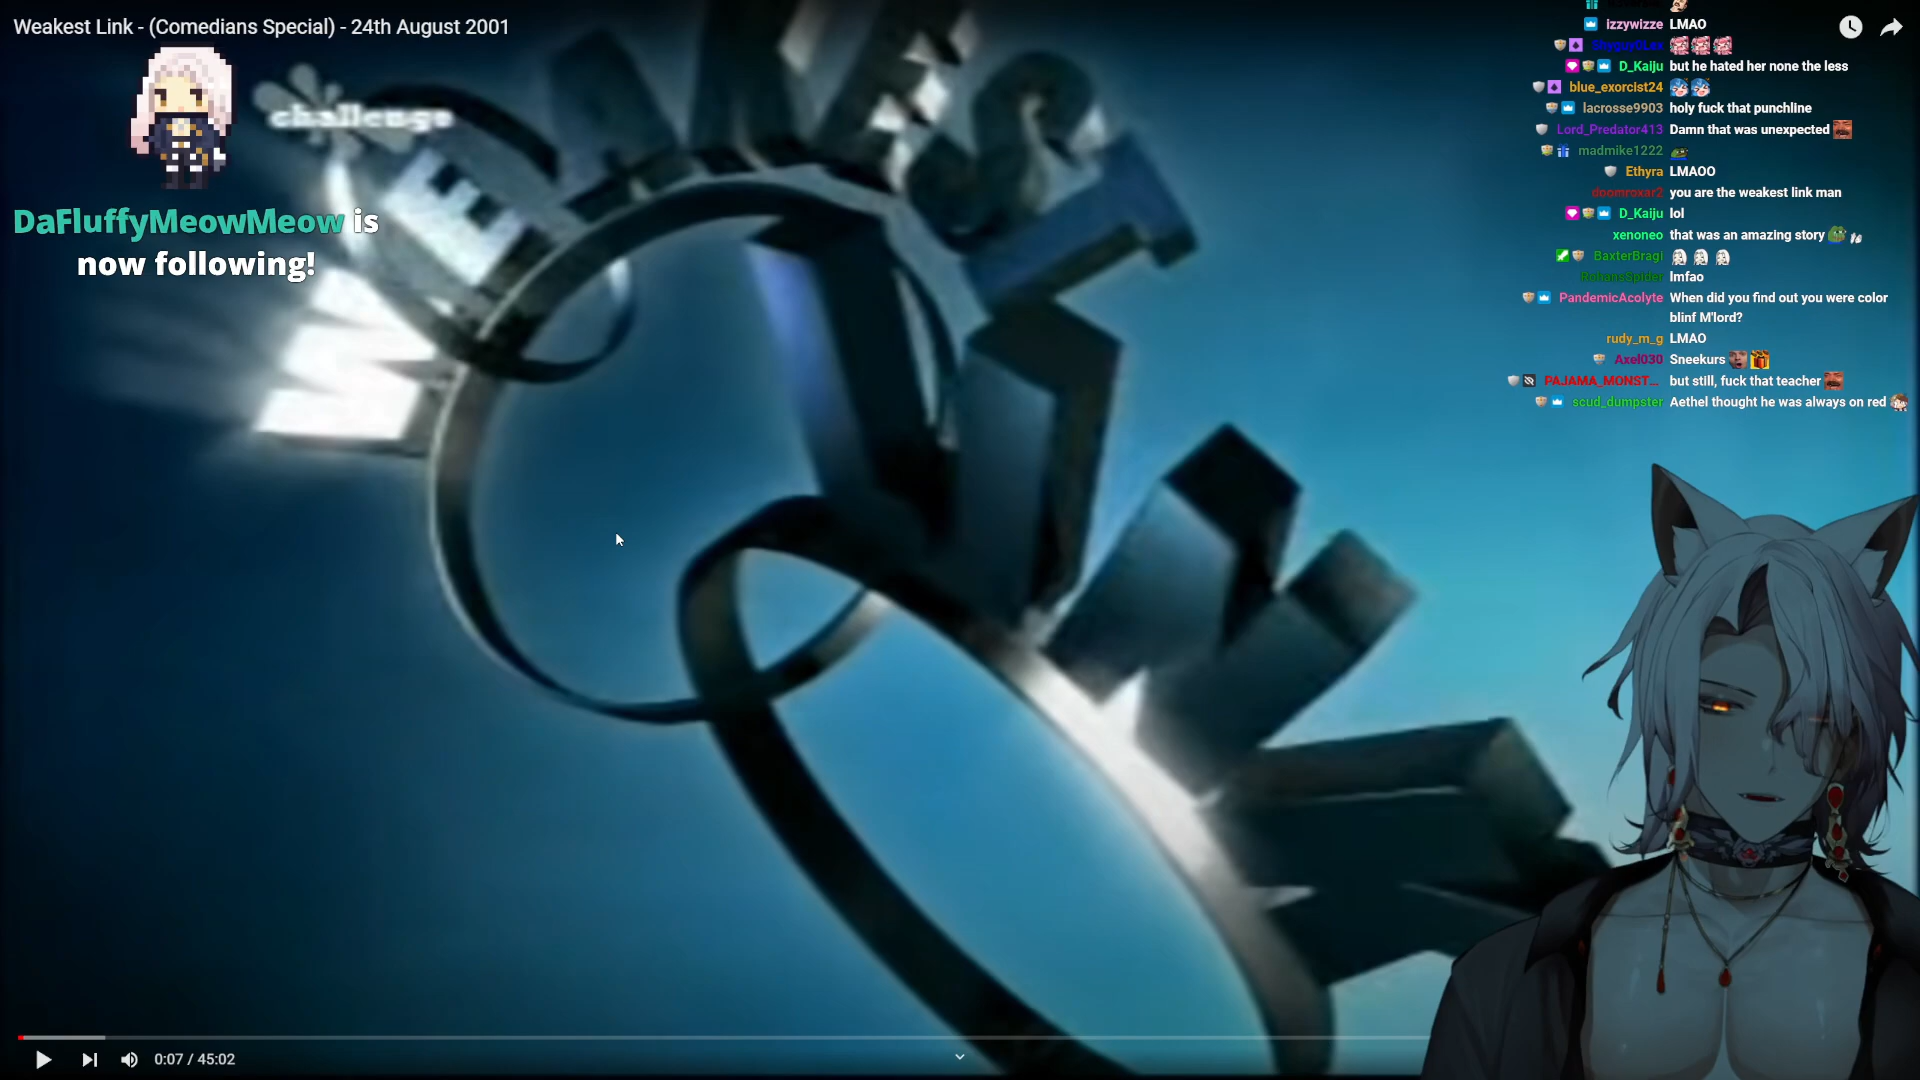 Weakest Link - (Comedians Special) - 24th August 2001
challenge
DaFluffyMeowMeow is
now following!
izzywizze LMAO
D_Kaiju but he hated her none the less
blue_exorcist24
lacrosse9903 holy fuck that punchline
Lord_Predator413 Damn that was unexpected
madmike1222
Ethyra LMAOO
doomroxar2 you are the weakest link man
D_Kaiju lol
xenoneo that was an amazing story
BaxterBragi
lmfao
PandemicAcolyte When did you find out you were color
blinf M'lord?
rudy_m_g LMAO
Axel030 Sneekurs
PAJAMA_MONST... but still, fuck that teacher
scud_dumpster Aethel thought he was always on red
WEAKEST
LINK
0:07 / 45:02